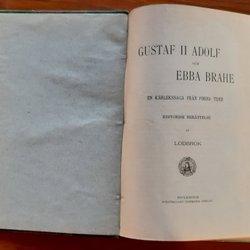 GUSTAF II ADOLF
OCH
EBBA BRAHE
EN KÄRLEKSSAGA FRÅN FORNA TIDER
HISTORISK BERÄTTELSE
AF
LODBROK
STOCKHOLM